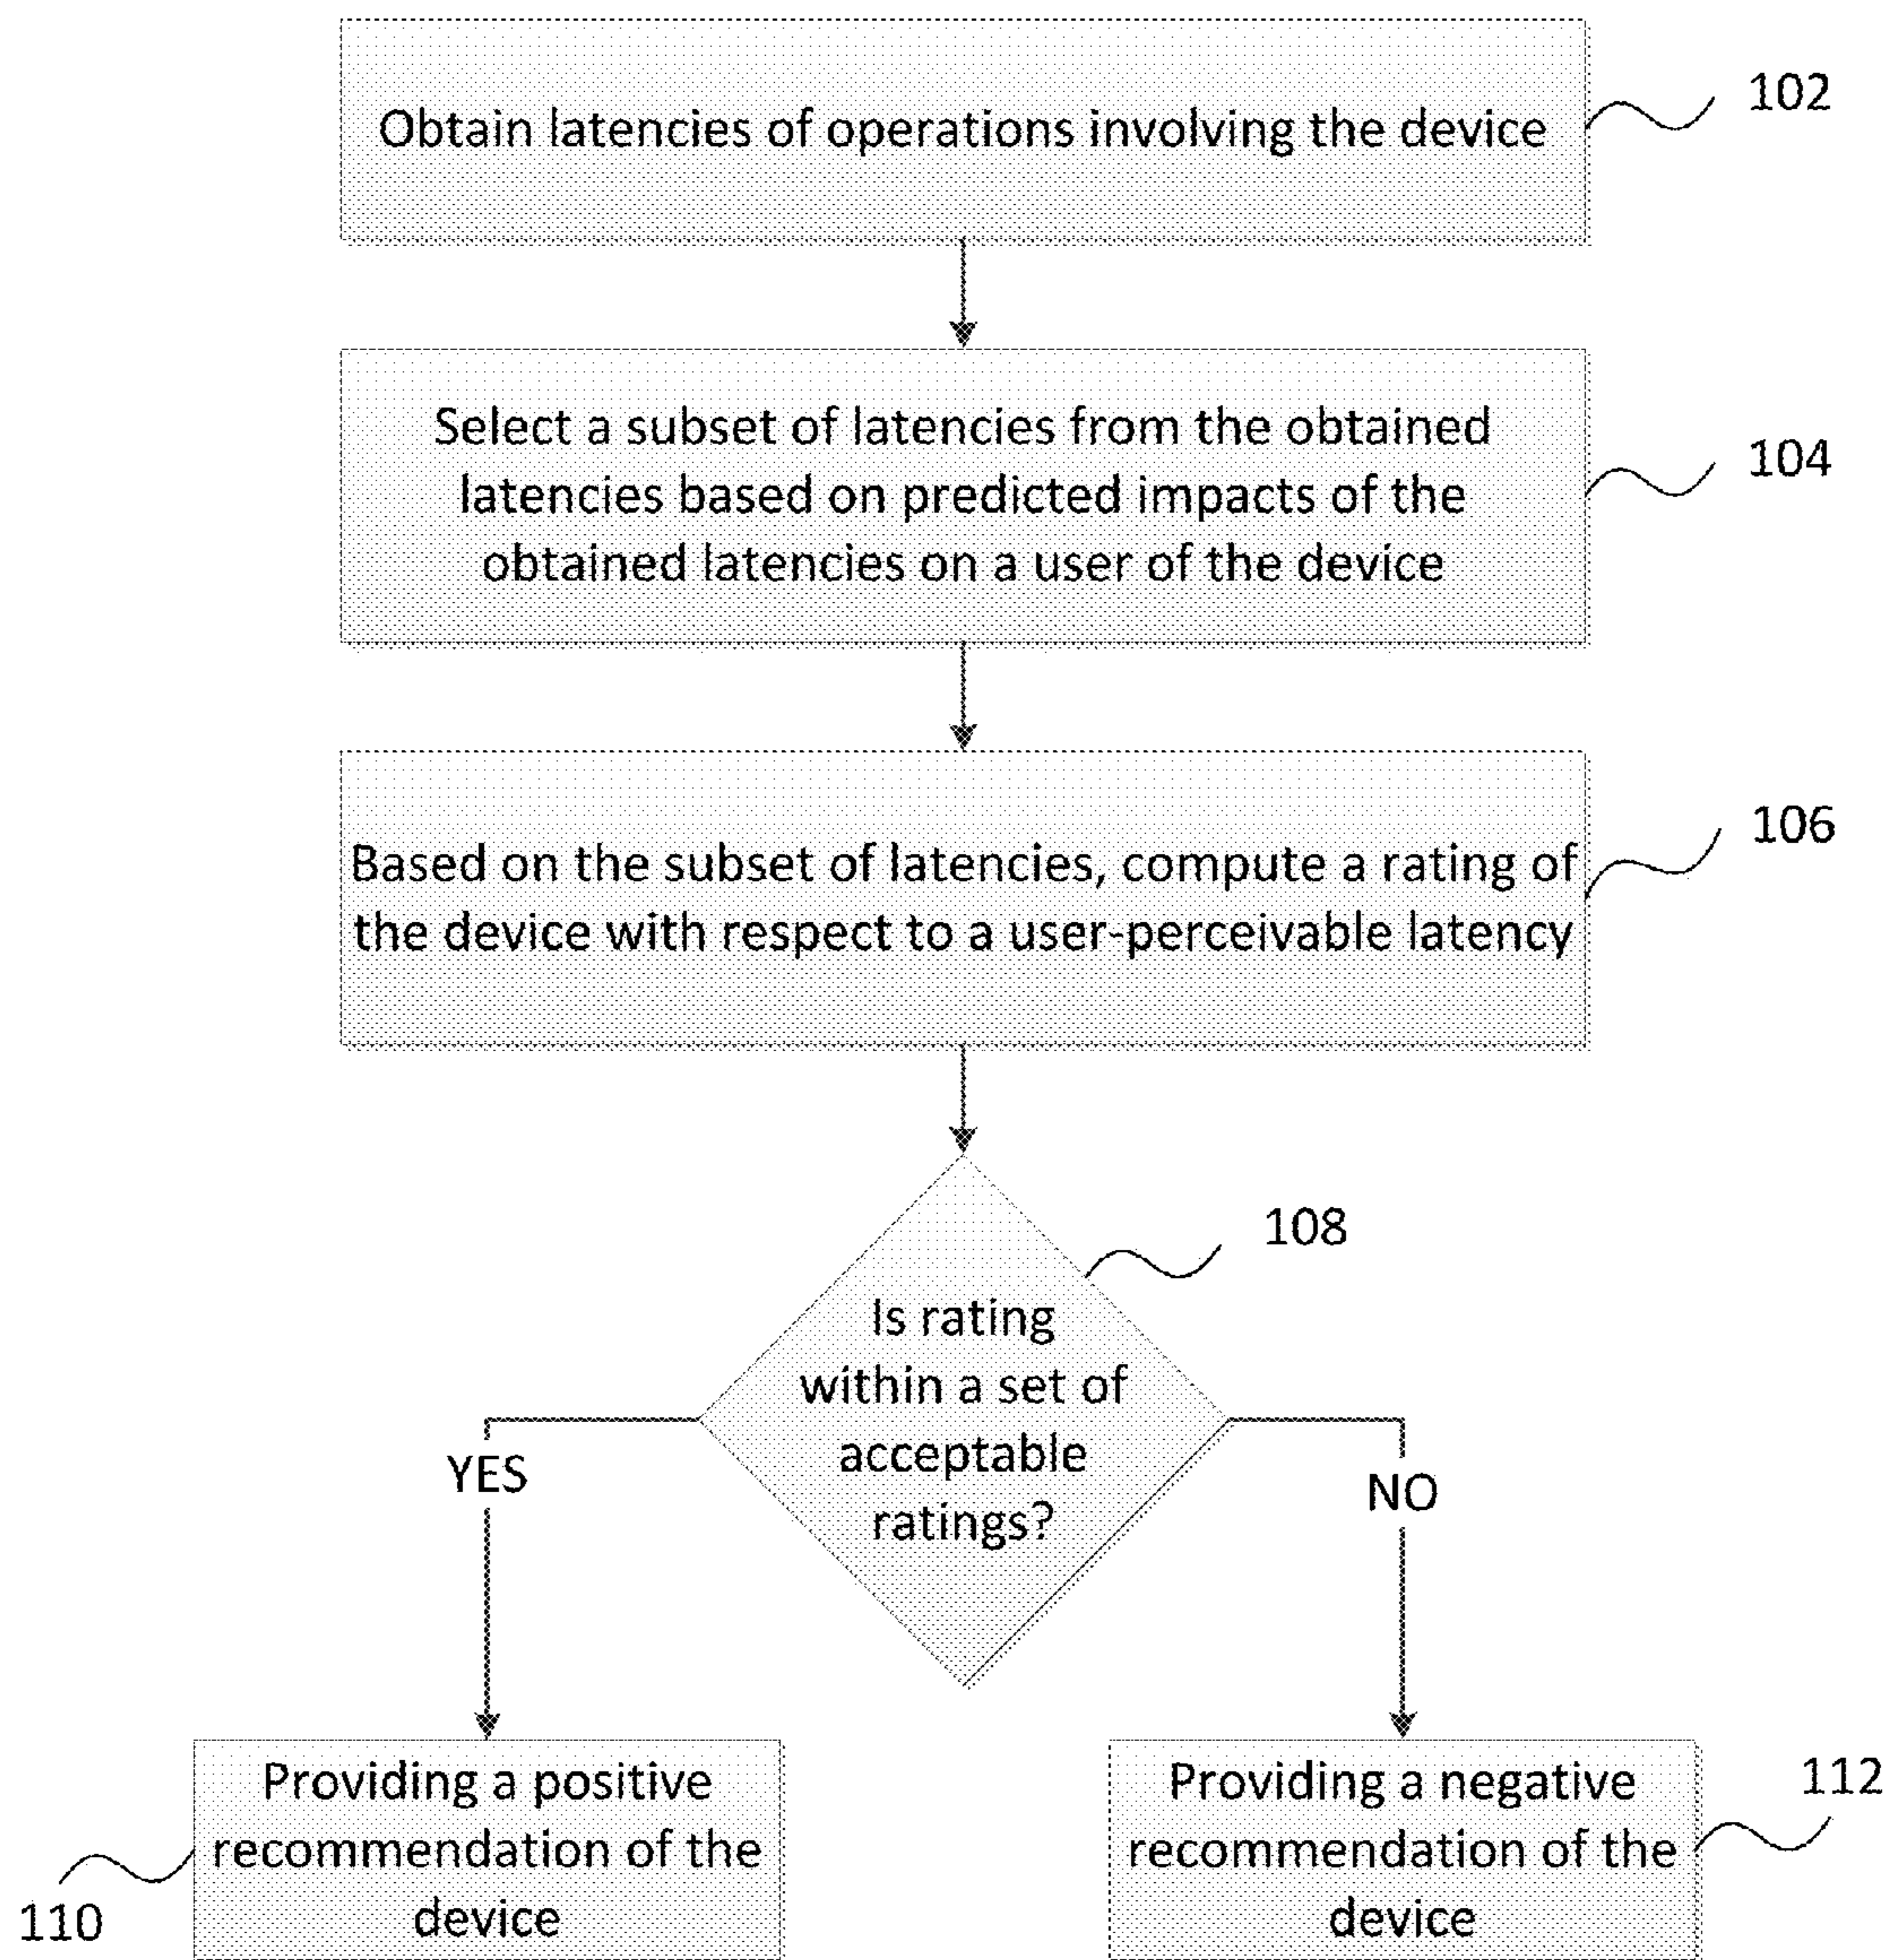 Obtain latencies of operations involving the device
102
Select a subset of latencies from the obtained
latencies based on predicted impacts of the
obtained latencies on a user of the device
104
Based on the subset of latencies, compute a rating of
the device with respect to a user-perceivable latency
106
Is rating
within a set of
acceptable
ratings?
108
YES
NO
Providing a positive
recommendation of the
device
110
Providing a negative
recommendation of the
device
112